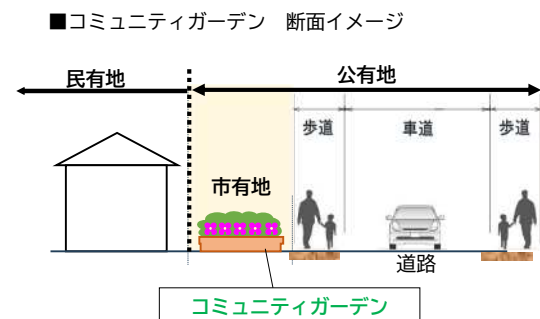 ■コミュニティガーデン　断面イメージ
民有地
公有地
歩道
車道
歩道
市有地
道路
コミュニティガーデン